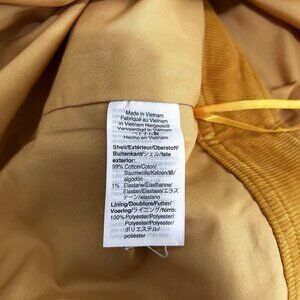 Made in Vietnam
Fabriqué au Vietnam
In Vietnam Hergestellt
Vervaardigd in Vietnam
ベトナム製
Hecho en Vietnam
Shell/Extérieur/Oberstoff/
Buitenkant/シェル/tela
exterior:
99% Cotton/Coton/
Baumwolle/Katoen/綿/
algodón
1% Elastane/Elasthanne/
Elastan/Elastaan/エラス
テーン/elastano
Lining/Doublure/Futter/
Voering/ライニング/forro:
100% Polyester/Polyester/
Polyester/Polyester/
ポリエステル/
poliéster